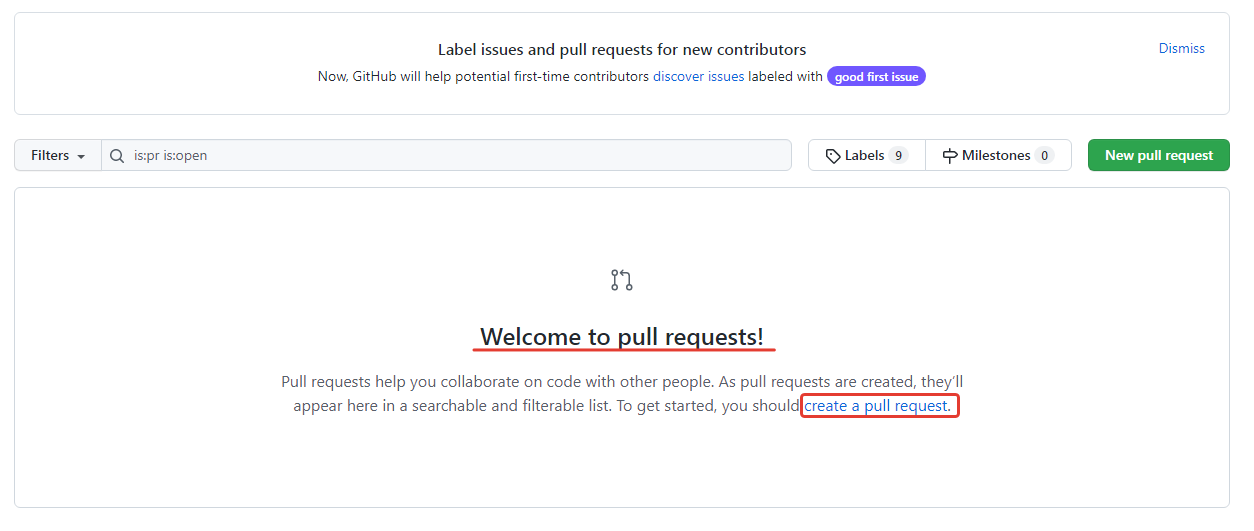 Label issues and pull requests for new contributors
Dismiss
Now, GitHub will help potential first-time contributors discover issues labeled with good first issue
Filters
is:pr is:open
Labels 9
Milestones 0
New pull request
Welcome to pull requests!
Pull requests help you collaborate on code with other people. As pull requests are created, they'll
appear here in a searchable and filterable list. To get started, you should create a pull request.